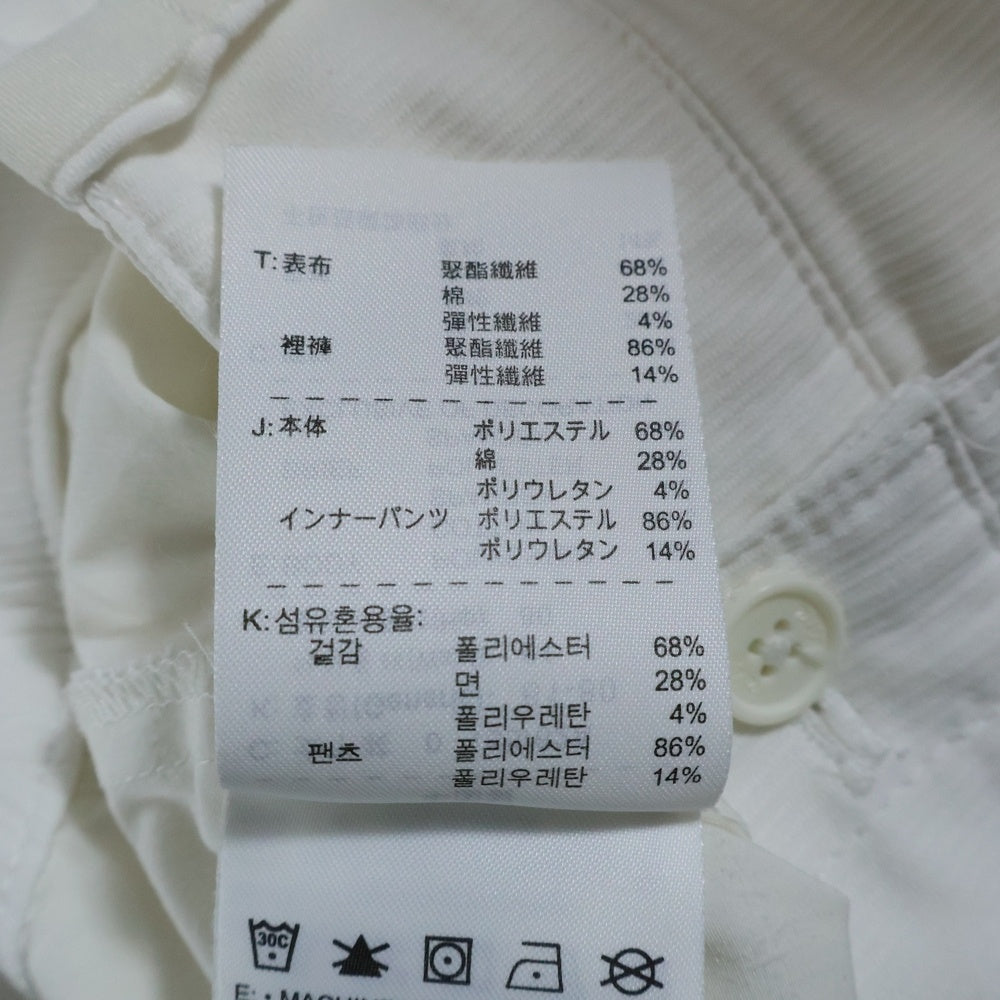 T: 表布 聚酯纖維 68%
棉 28%
彈性纖維 4%
裡褲 聚酯纖維 86%
彈性纖維 14%
J: 本体 ポリエステル 68%
綿 28%
ポリウレタン 4%
インナーパンツ ポリエステル 86%
ポリウレタン 14%
K: 섬유혼용율:
겉감 폴리에스터 68%
면 28%
폴리우레탄 4%
팬츠 폴리에스터 86%
폴리우레탄 14%
30C